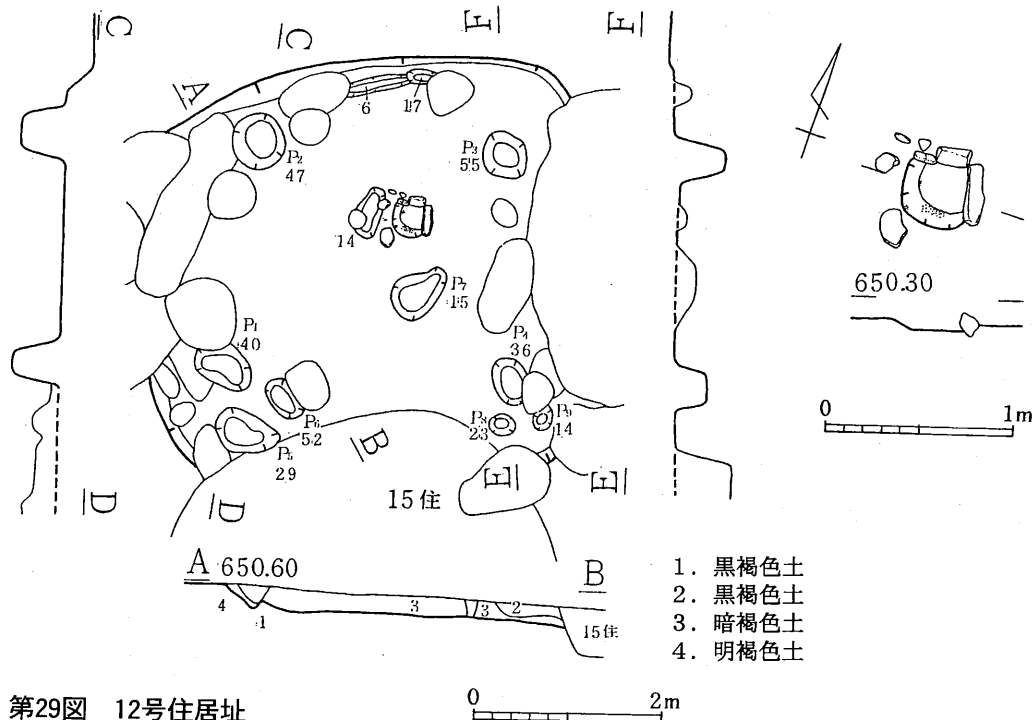 C
C
E
E
A
6
17
P2
47
P3
55
14
P7
15
650.30
P1
40
P4
36
P6
52
P8
23
P9
14
P5
29
0
1m
B
D
D
15住
E
E
A 650.60
B
4
1
3
3
2
15住
1. 黒褐色土
2. 黒褐色土
3. 暗褐色土
4. 明褐色土
第29図 12号住居址
0
2m